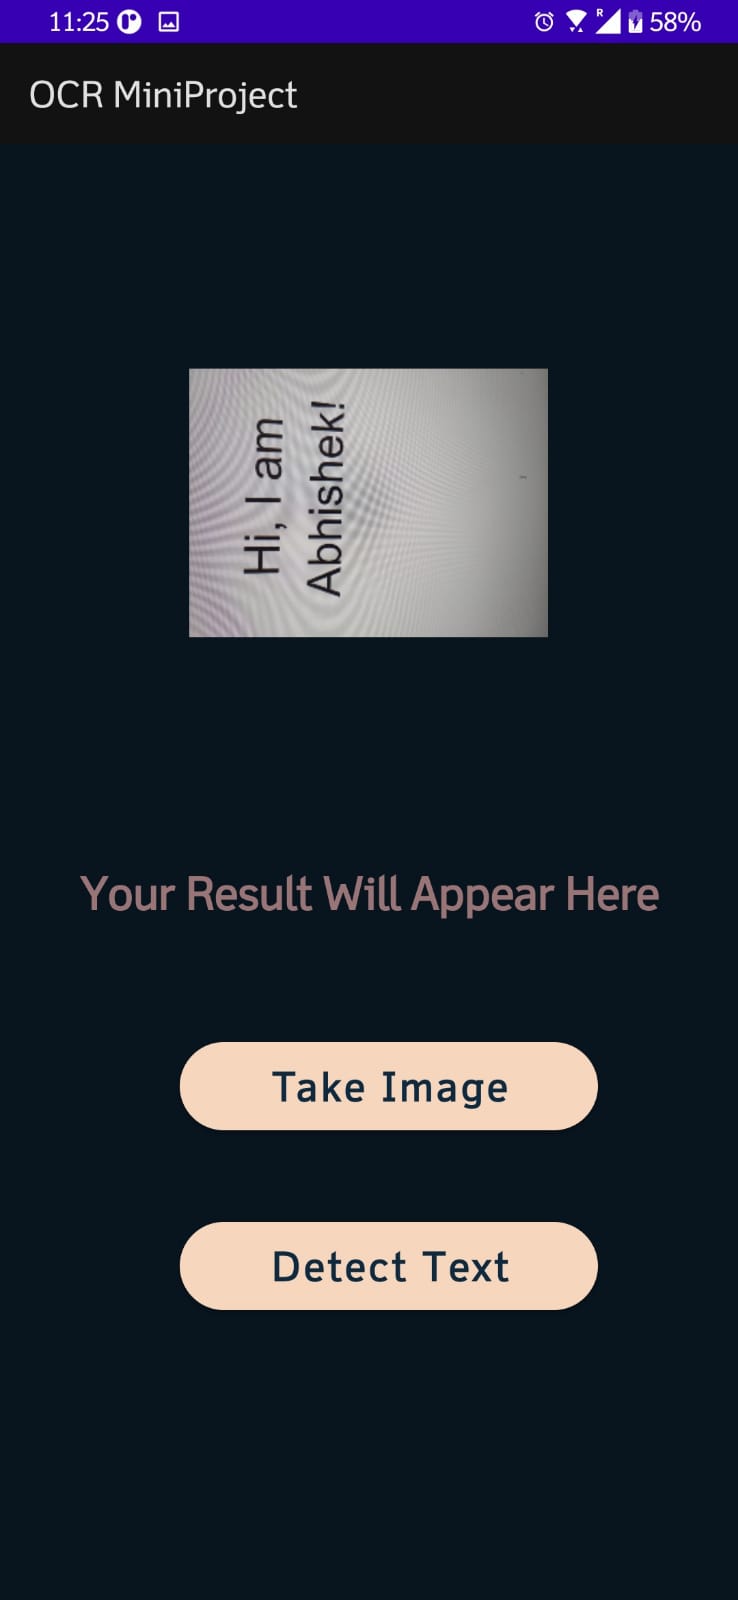 11:25
58%
OCR MiniProject
Hi, I am
Abhishek!
Your Result Will Appear Here
Take Image
Detect Text